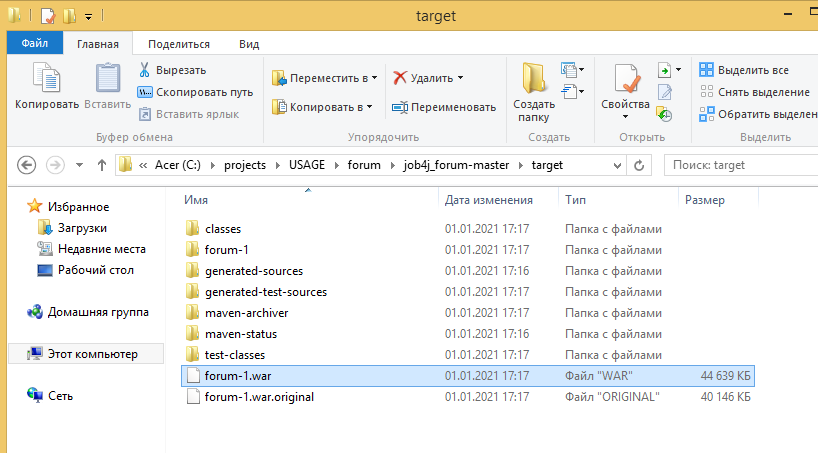 target
Файл Главная Поделиться Вид
Копировать Вставить Вырезать Скопировать путь Вставить ярлык
Переместить в Копировать в Удалить Переименовать
Создать папку
Свойства
Выделить все Снять выделение Обратить выделен
Буфер обмена Упорядочить Создать Открыть Выделить
« Acer (C:) projects USAGE forum job4j_forum-master target Поиск: target
Имя Дата изменения Тип Размер
Избранное
Загрузки
Недавние места
Рабочий стол
Домашняя группа
Этот компьютер
Сеть
classes 01.01.2021 17:17 Папка с файлами
forum-1 01.01.2021 17:17 Папка с файлами
generated-sources 01.01.2021 17:16 Папка с файлами
generated-test-sources 01.01.2021 17:17 Папка с файлами
maven-archiver 01.01.2021 17:17 Папка с файлами
maven-status 01.01.2021 17:16 Папка с файлами
test-classes 01.01.2021 17:17 Папка с файлами
forum-1.war 01.01.2021 17:17 Файл "WAR" 44 639 КБ
forum-1.war.original 01.01.2021 17:17 Файл "ORIGINAL" 40 146 КБ